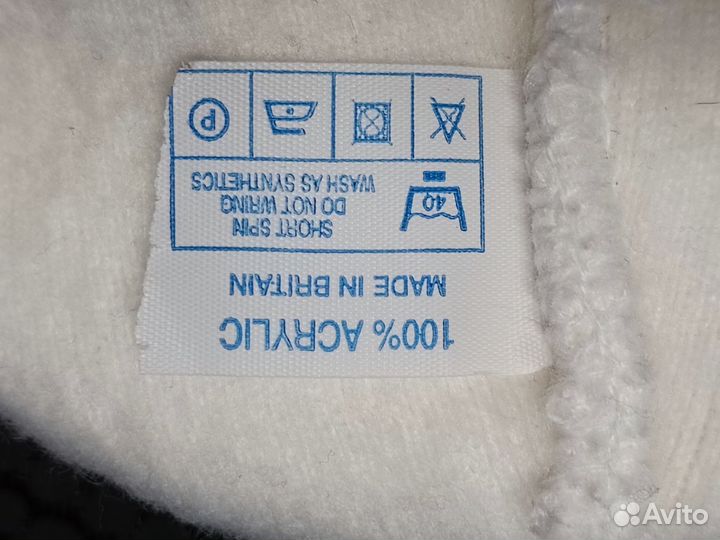 100% ACRYLIC
MADE IN BRITAIN
40
SHORT SPIN
DO NOT WRING
WASH AS SYNTHETICS
P
Avito